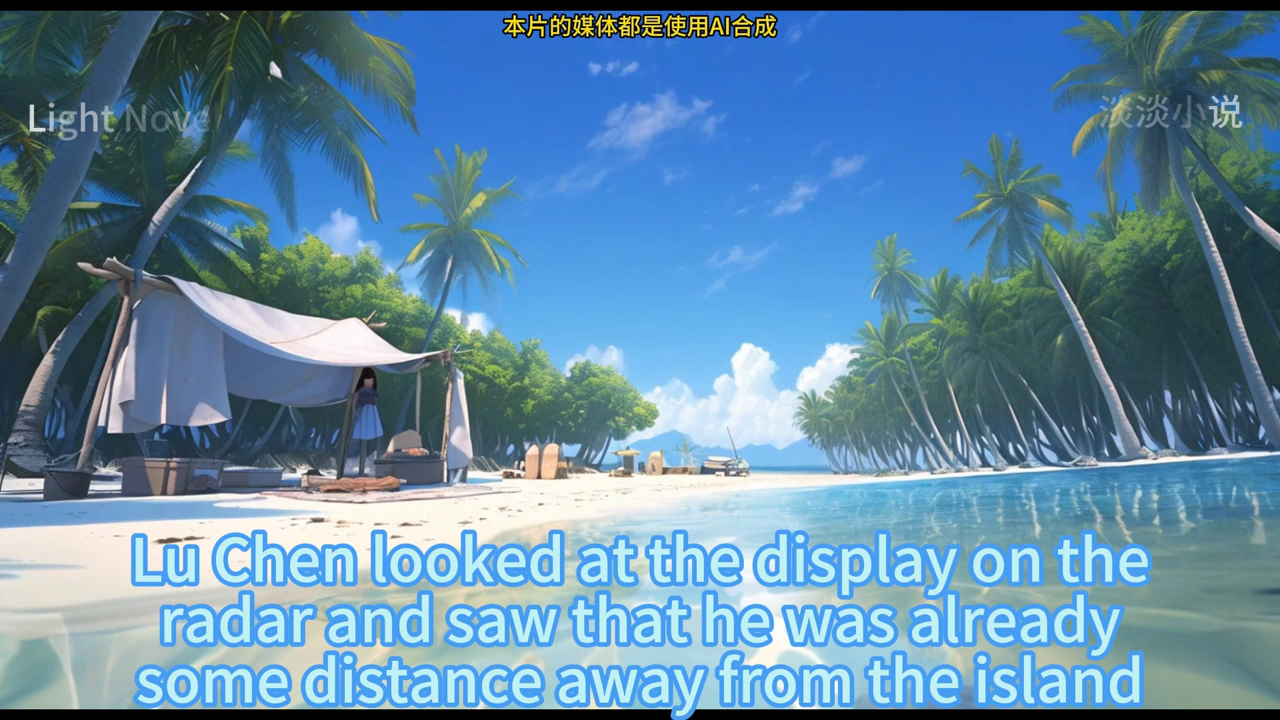 本片的媒体都是使用AI合成
Light Nove
淡淡小说
Lu Chen looked at the display on the
radar and saw that he was already
some distance away from the island